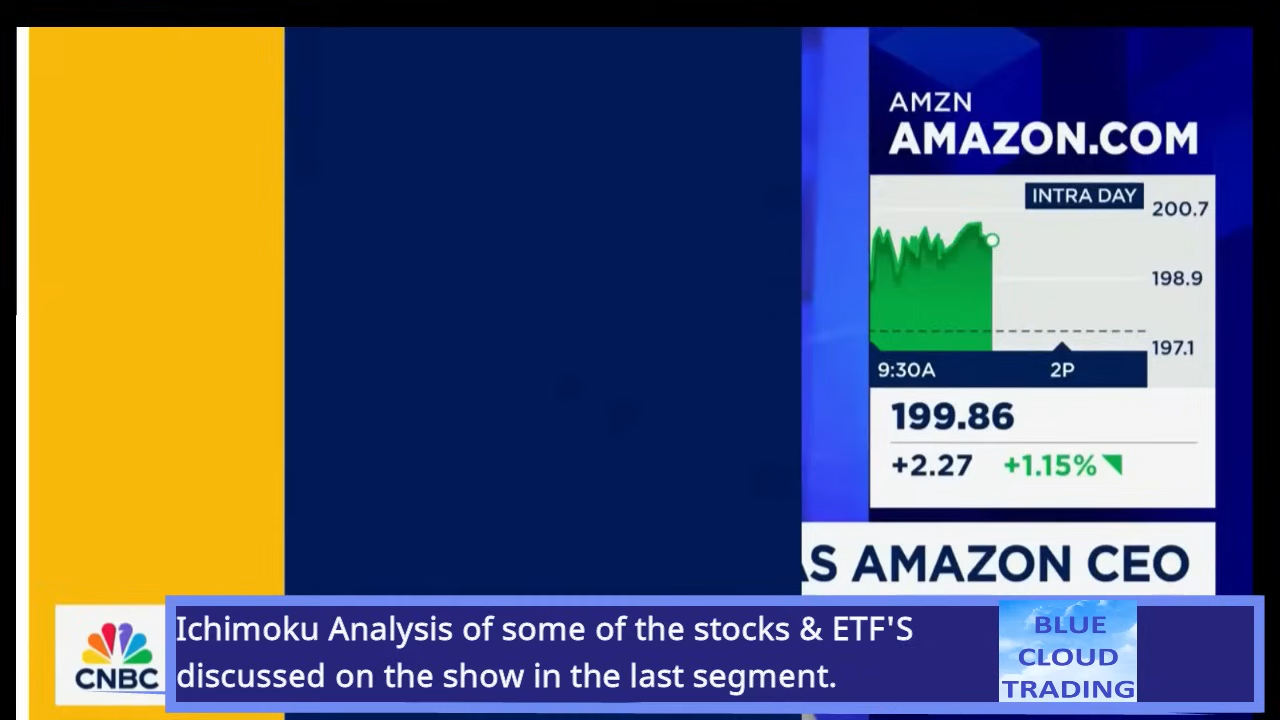 AMZN
AMAZON.COM
INTRA DAY
200.7
198.9
197.1
9:30A 2P
199.86
+2.27 +1.15%
AS AMAZON CEO
CNBC
Ichimoku Analysis of some of the stocks & ETF'S
discussed on the show in the last segment.
BLUE
CLOUD
TRADING